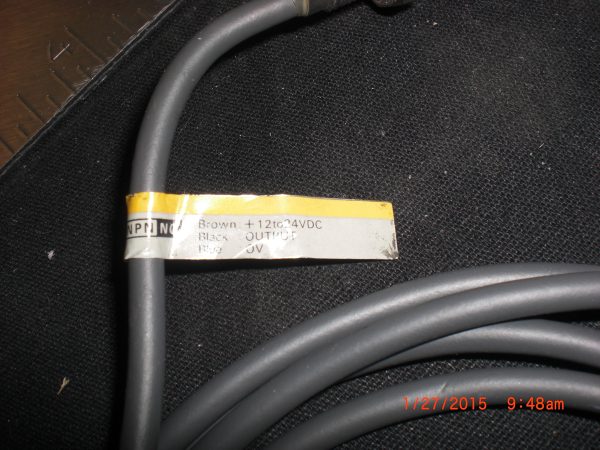 NPN NO
Brown : +12to24VDC
Black : OUTPUT
Blue : 0V
1/27/2015 9:48am